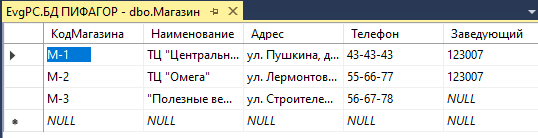 EvgPC.БД ПИФАГОР - dbo.Магазин
КодМагазина Наименование Адрес Телефон Заведующий
М-1 ТЦ "Центральн... ул. Пушкина, д... 43-43-43 123007
М-2 ТЦ "Омега" ул. Лермонтов... 55-66-77 123007
М-3 "Полезные ве... ул. Строителе... 56-67-78 NULL
NULL NULL NULL NULL NULL